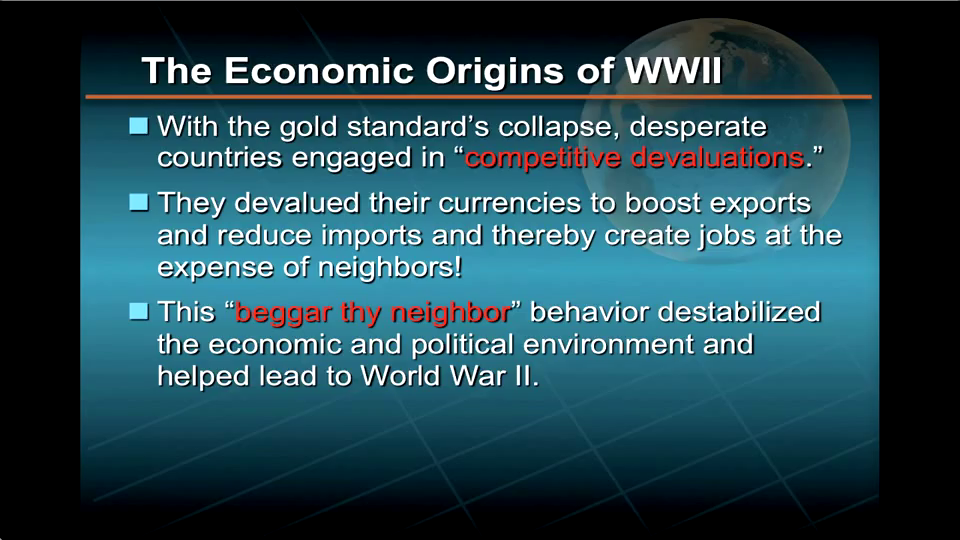 The Economic Origins of WWII
With the gold standard’s collapse, desperate
countries engaged in “competitive devaluations.”
They devalued their currencies to boost exports
and reduce imports and thereby create jobs at the
expense of neighbors!
This “beggar thy neighbor” behavior destabilized
the economic and political environment and
helped lead to World War II.